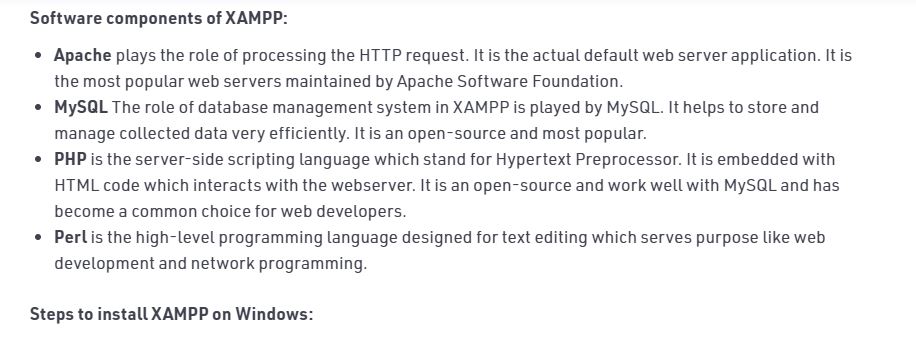 Software components of XAMPP:
• Apache plays the role of processing the HTTP request. It is the actual default web server application. It is
the most popular web servers maintained by Apache Software Foundation.
• MySQL The role of database management system in XAMPP is played by MySQL. It helps to store and
manage collected data very efficiently. It is an open-source and most popular.
• PHP is the server-side scripting language which stand for Hypertext Preprocessor. It is embedded with
HTML code which interacts with the webserver. It is an open-source and work well with MySQL and has
become a common choice for web developers.
• Perl is the high-level programming language designed for text editing which serves purpose like web
development and network programming.
Steps to install XAMPP on Windows: